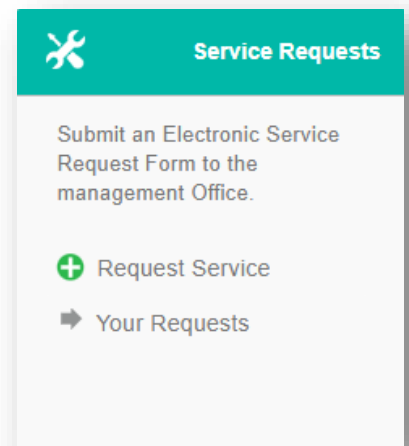 Service Requests
Submit an Electronic Service
Request Form to the
management Office.
Request Service
Your Requests